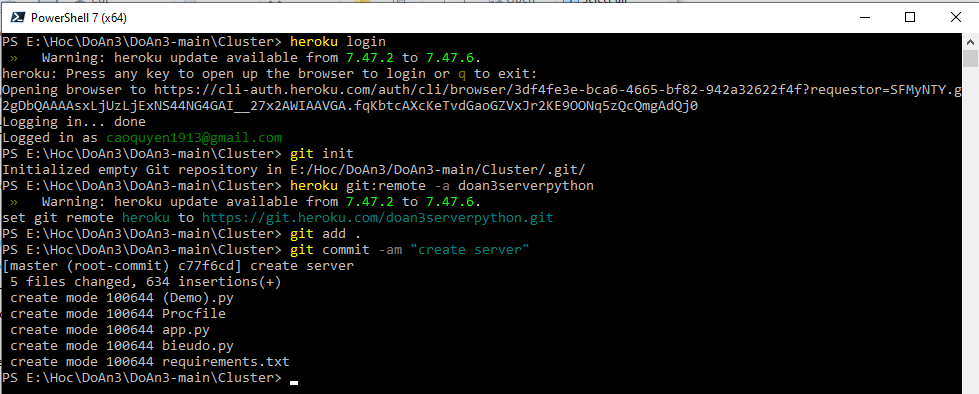 PowerShell 7 (x64)
PS E:\Hoc\DoAn3\DoAn3-main\Cluster> heroku login
»   Warning: heroku update available from 7.47.2 to 7.47.6.
heroku: Press any key to open up the browser to login or q to exit:
Opening browser to https://cli-auth.heroku.com/auth/cli/browser/3df4fe3e-bca6-4665-bf82-942a32622f4f?requestor=SFMyNTY.g
2gDbQAAAAsxLjUzLjExNS44NG4GAI__27x2AWIAAVGA.fqKbtcAXcKeTvdGaoGZVxJr2KE9OONq5zQcQmgAdQj0
Logging in... done
Logged in as caoquyen1913@gmail.com
PS E:\Hoc\DoAn3\DoAn3-main\Cluster> git init
Initialized empty Git repository in E:/Hoc/DoAn3/DoAn3-main/Cluster/.git/
PS E:\Hoc\DoAn3\DoAn3-main\Cluster> heroku git:remote -a doan3serverpython
»   Warning: heroku update available from 7.47.2 to 7.47.6.
set git remote heroku to https://git.heroku.com/doan3serverpython.git
PS E:\Hoc\DoAn3\DoAn3-main\Cluster> git add .
PS E:\Hoc\DoAn3\DoAn3-main\Cluster> git commit -am "create server"
[master (root-commit) c77f6cd] create server
5 files changed, 634 insertions(+)
create mode 100644 (Demo).py
create mode 100644 Procfile
create mode 100644 app.py
create mode 100644 bieudo.py
create mode 100644 requirements.txt
PS E:\Hoc\DoAn3\DoAn3-main\Cluster>